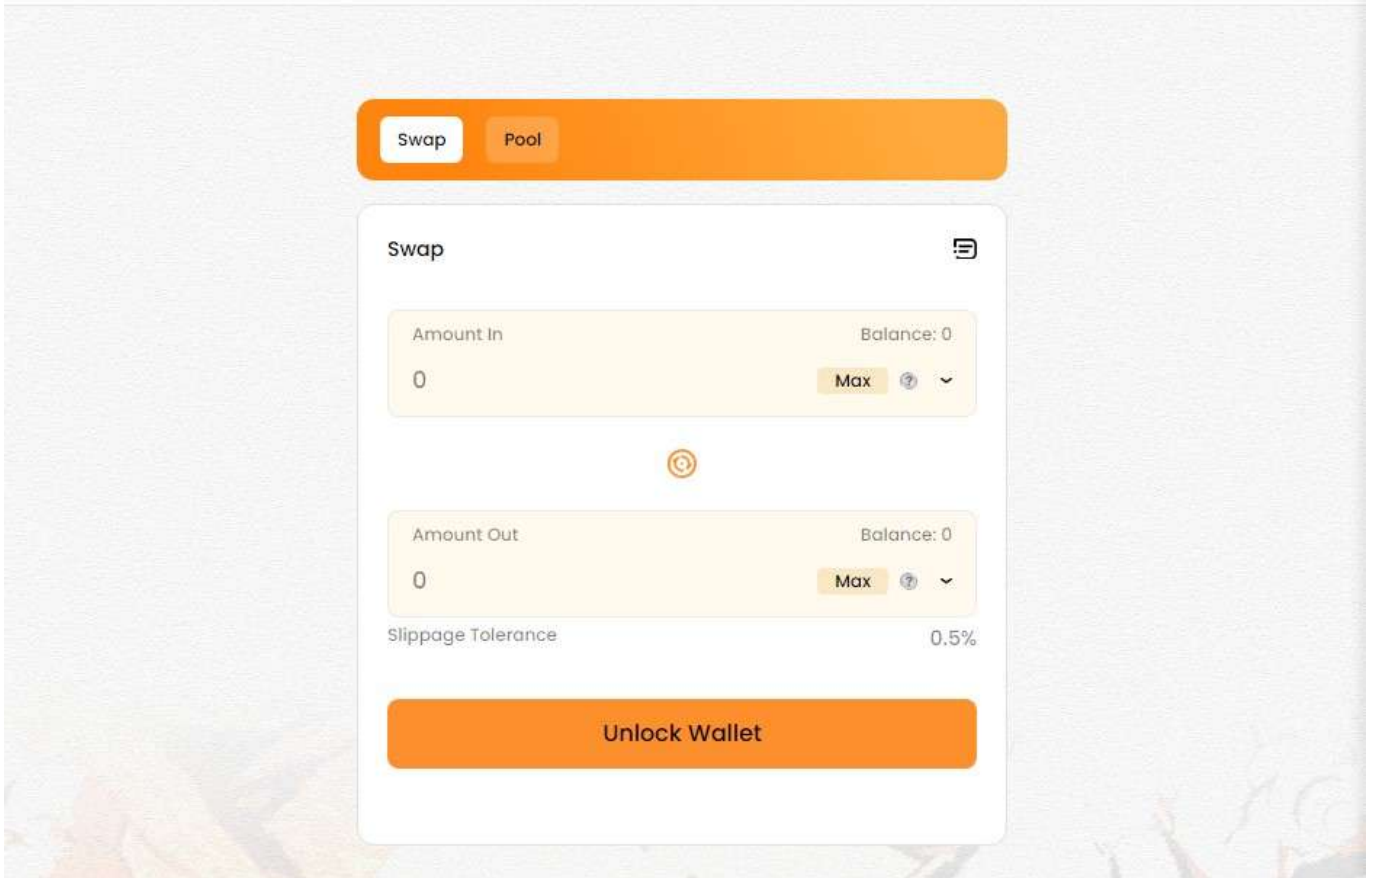 Swap Pool
Swap
Amount In Balance: 0
0 Max ?
Amount Out Balance: 0
0 Max ?
Slippage Tolerance 0.5%
Unlock Wallet